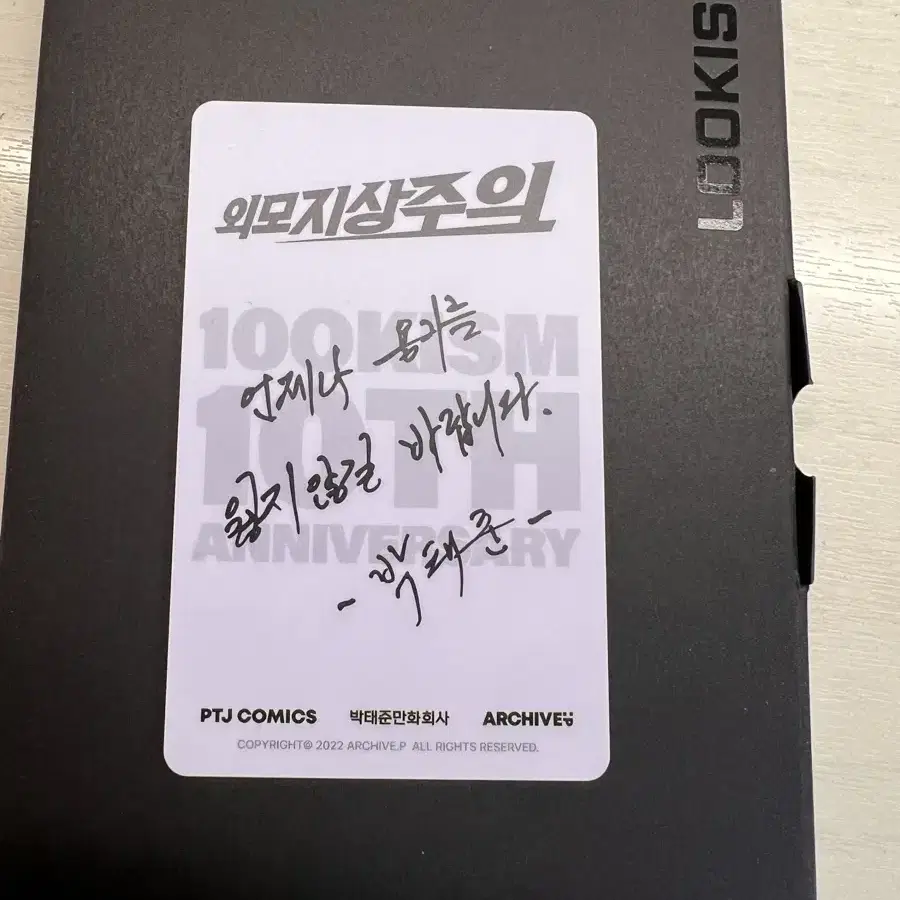 LOOKIS
외모지상주의
100KISM
10TH
ANNIVERSARY
언제나 용기를
잃지 않길 바랍니다.
- 박태준 -
PTJ COMICS 박태준만화회사 ARCHIVE.P
COPYRIGHT@ 2022 ARCHIVE.P ALL RIGHTS RESERVED.